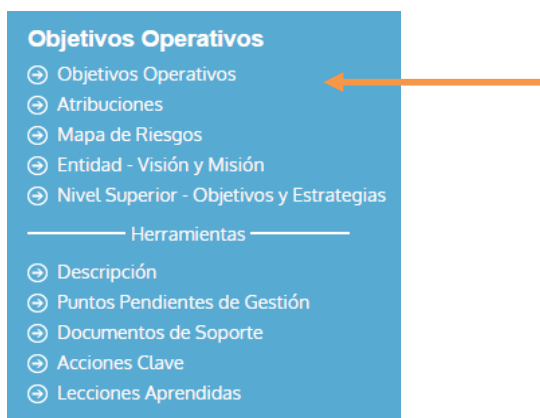 Objetivos Operativos
Objetivos Operativos
Atribuciones
Mapa de Riesgos
Entidad - Visión y Misión
Nivel Superior - Objetivos y Estrategias
Herramientas
Descripción
Puntos Pendientes de Gestión
Documentos de Soporte
Acciones Clave
Lecciones Aprendidas